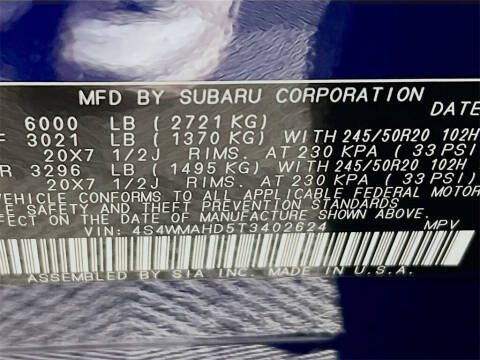 MFD BY SUBARU CORPORATION
DATE
6000 LB ( 2721 KG)
F 3021 LB ( 1370 KG) WITH 245/50R20 102H
20X7 1/2J RIMS. AT 230 KPA ( 33 PSI
R 3296 LB ( 1495 KG) WITH 245/50R20 102H
20X7 1/2J RIMS. AT 230 KPA ( 33 PSI)
VEHICLE CONFORMS TO ALL APPLICABLE FEDERAL MOTOR
E SAFETY AND THEFT PREVENTION STANDARDS
FECT ON THE DATE OF MANUFACTURE SHOWN ABOVE.
VIN: 4S4WMAHD5T3402624 MPV
ASSEMBLED BY SIA INC. MADE IN U.S.A.